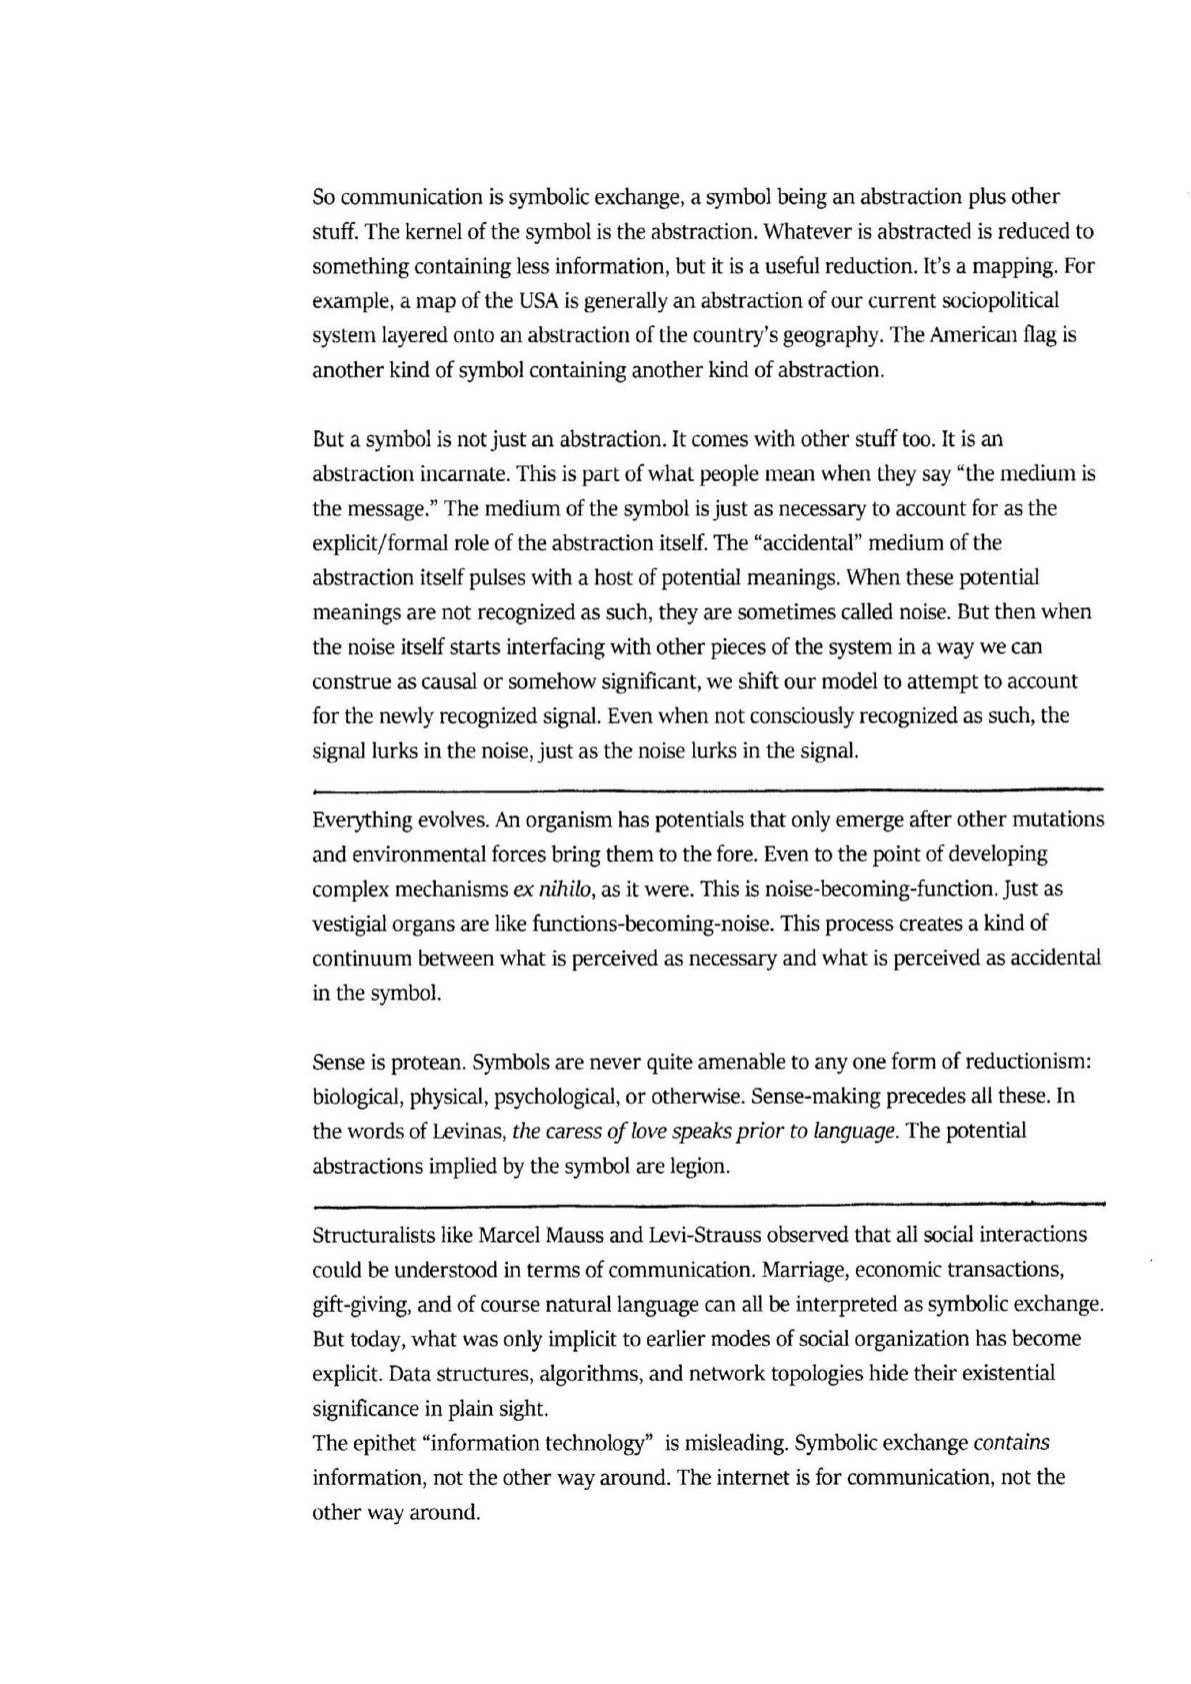 So communication is symbolic exchange, a symbol being an abstraction plus other
stuff. The kernel of the symbol is the abstraction. Whatever is abstracted is reduced to
something containing less information, but it is a useful reduction. It’s a mapping. For
example, a map of the USA is generally an abstraction of our current sociopolitical
system layered onto an abstraction of the country’s geography. The American flag is
another kind of symbol containing another kind of abstraction.

But a symbol is not just an abstraction. It comes with other stuff too. It is an
abstraction incarnate. This is part of what people mean when they say “the medium is
the message.” The medium of the symbol is just as necessary to account for as the
explicit/formal role of the abstraction itself. The “accidental” medium of the
abstraction itself pulses with a host of potential meanings. When these potential
meanings are not recognized as such, they are sometimes called noise. But then when
the noise itself starts interfacing with other pieces of the system in a way we can
construe as causal or somehow significant, we shift our model to attempt to account
for the newly recognized signal. Even when not consciously recognized as such, the
signal lurks in the noise, just as the noise lurks in the signal.

Everything evolves. An organism has potentials that only emerge after other mutations
and environmental forces bring them to the fore. Even to the point of developing
complex mechanisms ex nihilo, as it were. This is noise-becoming-function. Just as
vestigial organs are like functions-becoming-noise. This process creates a kind of
continuum between what is perceived as necessary and what is perceived as accidental
in the symbol.

Sense is protean. Symbols are never quite amenable to any one form of reductionism:
biological, physical, psychological, or otherwise. Sense-making precedes all these. In
the words of Levinas, the caress of love speaks prior to language. The potential
abstractions implied by the symbol are legion.

Structuralists like Marcel Mauss and Levi-Strauss observed that all social interactions
could be understood in terms of communication. Marriage, economic transactions,
gift-giving, and of course natural language can all be interpreted as symbolic exchange.
But today, what was only implicit to earlier modes of social organization has become
explicit. Data structures, algorithms, and network topologies hide their existential
significance in plain sight.
The epithet “information technology”  is misleading. Symbolic exchange contains
information, not the other way around. The internet is for communication, not the
other way around.